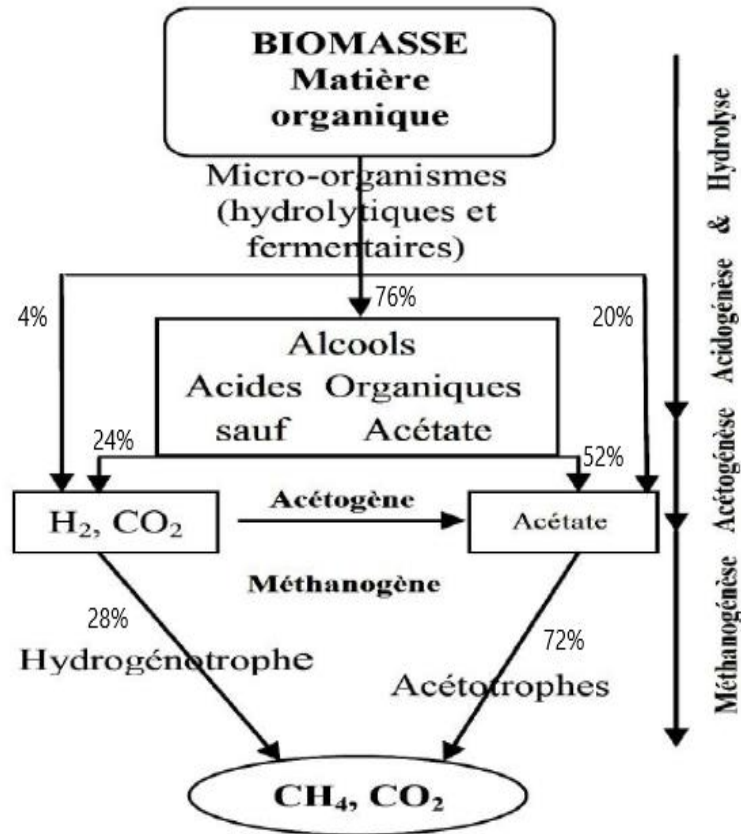 BIOMASSE
Matière
organique
Micro-organismes
(hydrolytiques et
fermentaires)
4%
76%
20%
Alcools
Acides Organiques
sauf Acétate
24%
52%
H₂, CO₂
Acétogène
Acétate
Méthanogène
28%
72%
Hydrogénotrophe
Acétotrophes
CH₄, CO₂
Acidogénèse & Hydrolyse
Acétogénèse
Méthanogénèse